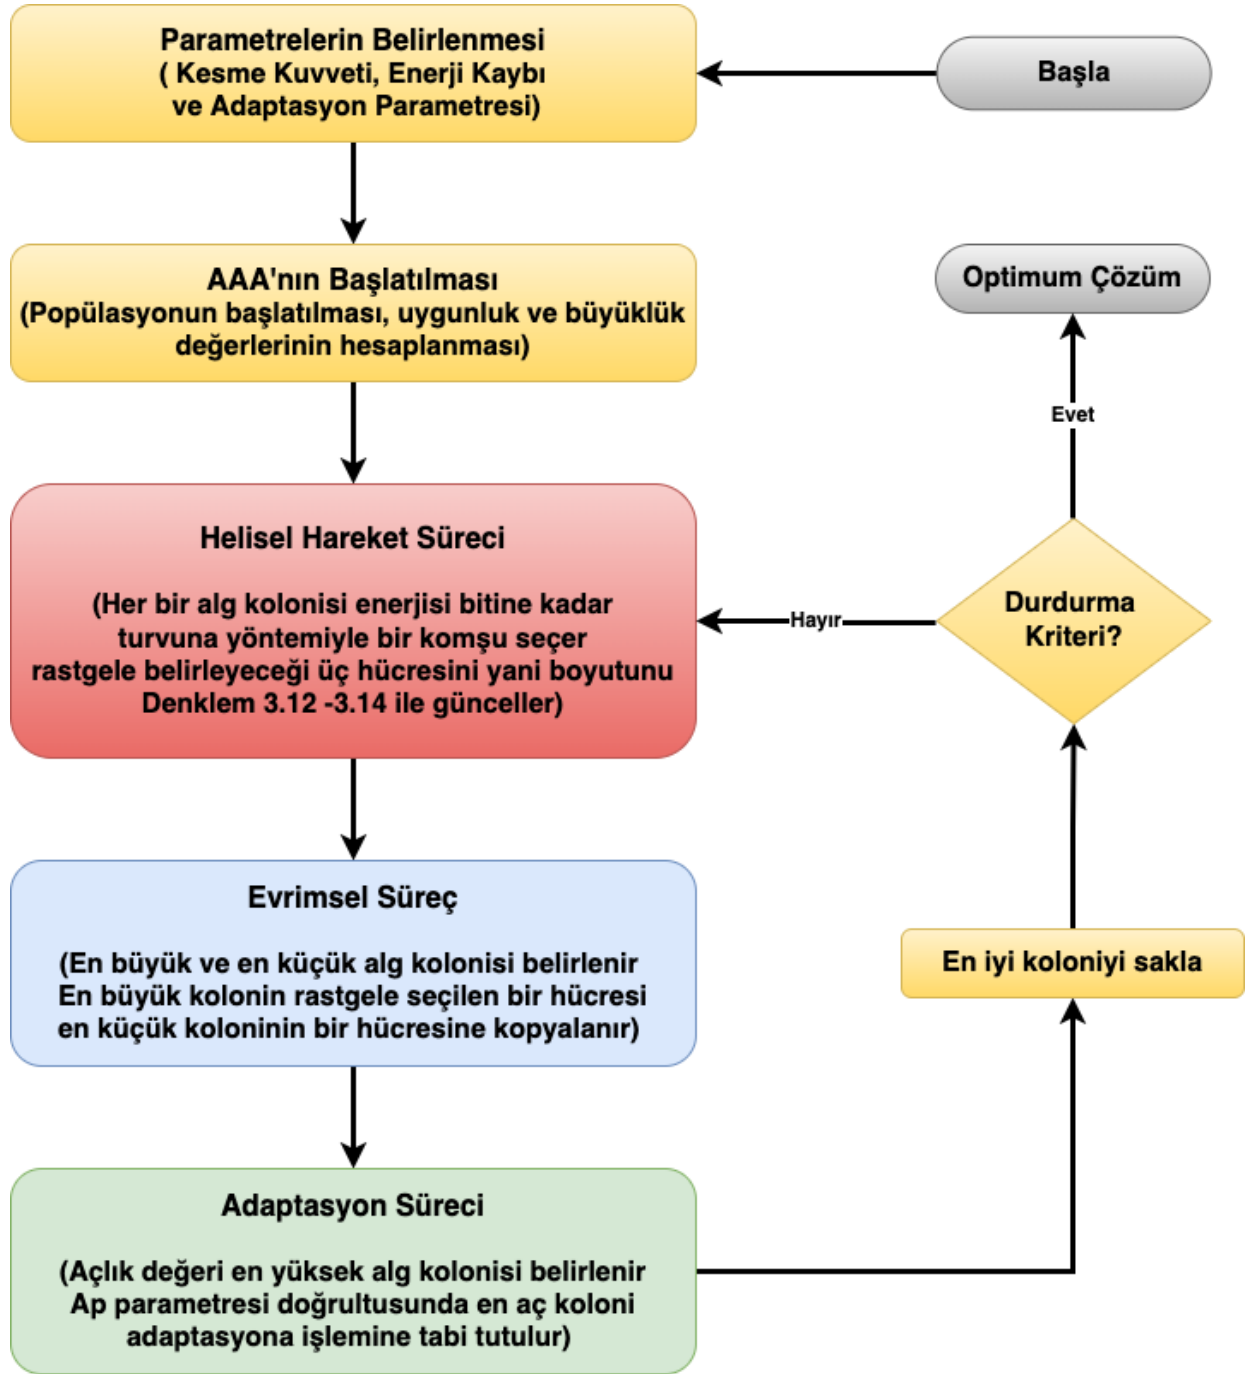 Başla
Parametrelerin Belirlenmesi
( Kesme Kuvveti, Enerji Kaybı
ve Adaptasyon Parametresi)
AAA'nın Başlatılması
(Popülasyonun başlatılması, uygunluk ve büyüklük
değerlerinin hesaplanması)
Helisel Hareket Süreci
(Her bir alg kolonisi enerjisi bitine kadar
turvuna yöntemiyle bir komşu seçer
rastgele belirleyeceği üç hücresini yani boyutunu
Denklem 3.12 -3.14 ile günceller)
Evrimsel Süreç
(En büyük ve en küçük alg kolonisi belirlenir
En büyük kolonin rastgele seçilen bir hücresi
en küçük koloninin bir hücresine kopyalanır)
Adaptasyon Süreci
(Açlık değeri en yüksek alg kolonisi belirlenir
Ap parametresi doğrultusunda en aç koloni
adaptasyona işlemine tabi tutulur)
En iyi koloniyi sakla
Durdurma
Kriteri?
Hayır
Evet
Optimum Çözüm